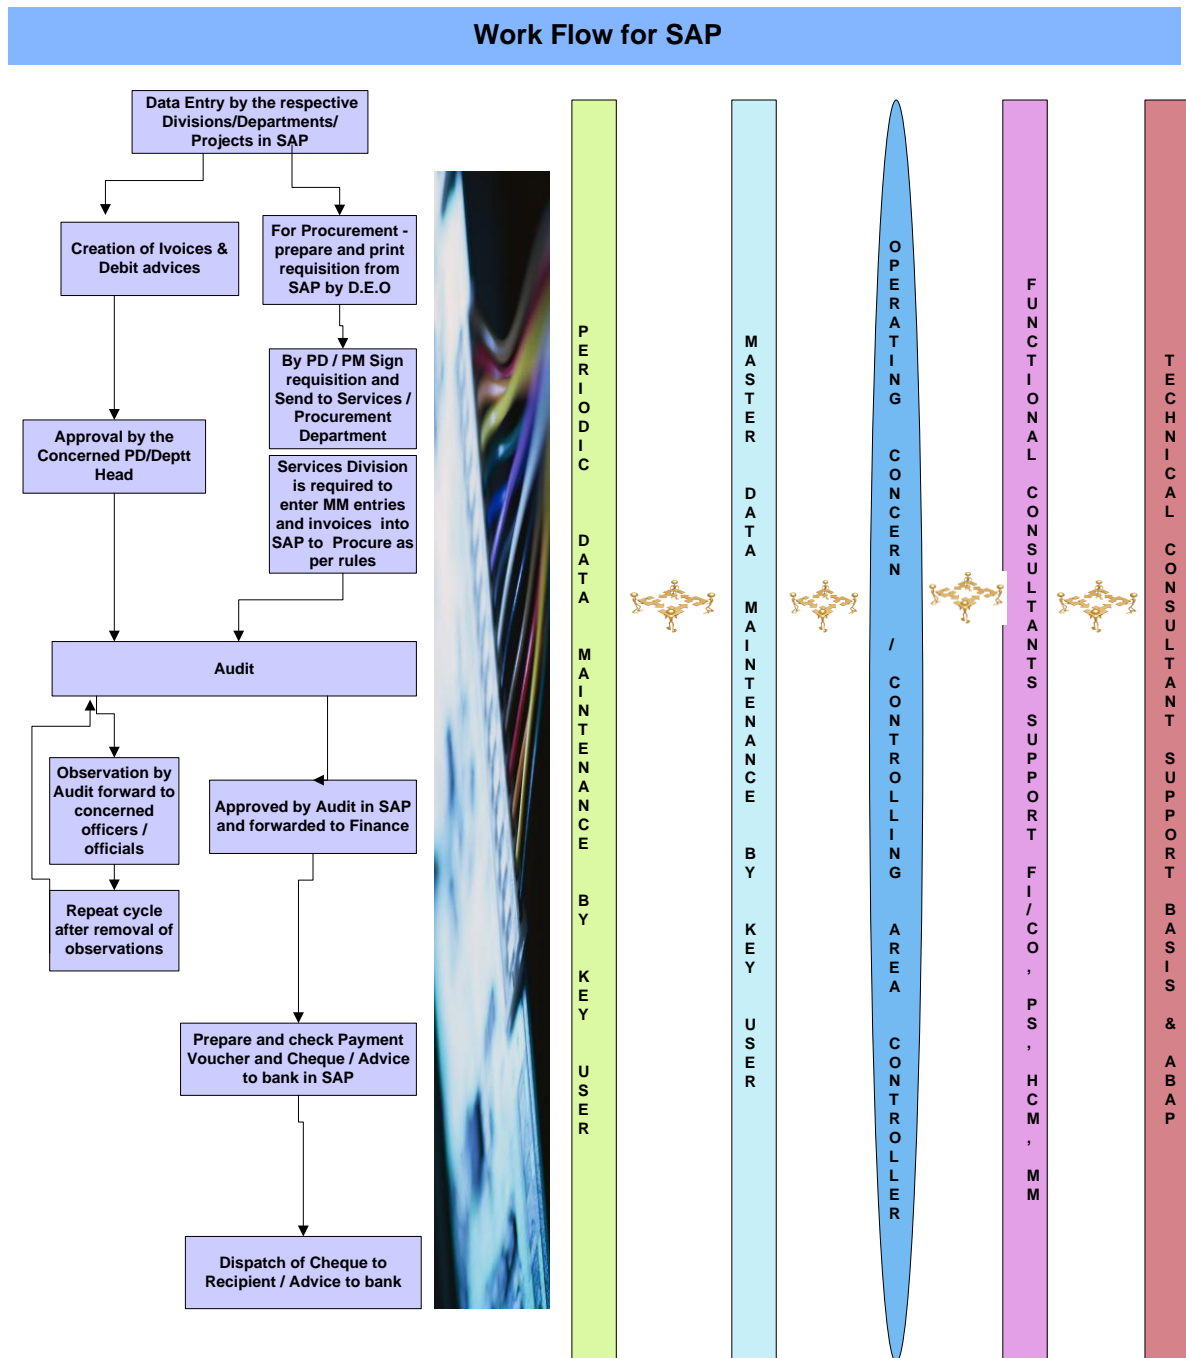 Work Flow for SAP
Data Entry by the respective
Divisions/Departments/
Projects in SAP
Creation of Ivoices &
Debit advices
For Procurement -
prepare and print
requisition from
SAP by D.E.O
By PD / PM Sign
requisition and
Send to Services /
Procurement
Department
Approval by the
Concerned PD/Deptt
Head
Services Division
is required to
enter MM entries
and invoices into
SAP to Procure as
per rules
Audit
Observation by
Audit forward to
concerned
officers /
officials
Approved by Audit in SAP
and forwarded to Finance
Repeat cycle
after removal of
observations
Prepare and check Payment
Voucher and Cheque / Advice
to bank in SAP
Dispatch of Cheque to
Recipient / Advice to bank
PERIODIC DATA MAINTENANCE BY KEY USER
MASTER DATA MAINTENANCE BY KEY USER
OPERATING CONCERN / CONTROLLING AREA CONTROLLER
FUNCTIONAL CONSULTANTS SUPPORT FI/CO, PS, HCM, MM
TECHNICAL CONSULTANT SUPPORT BASIS & ABAP